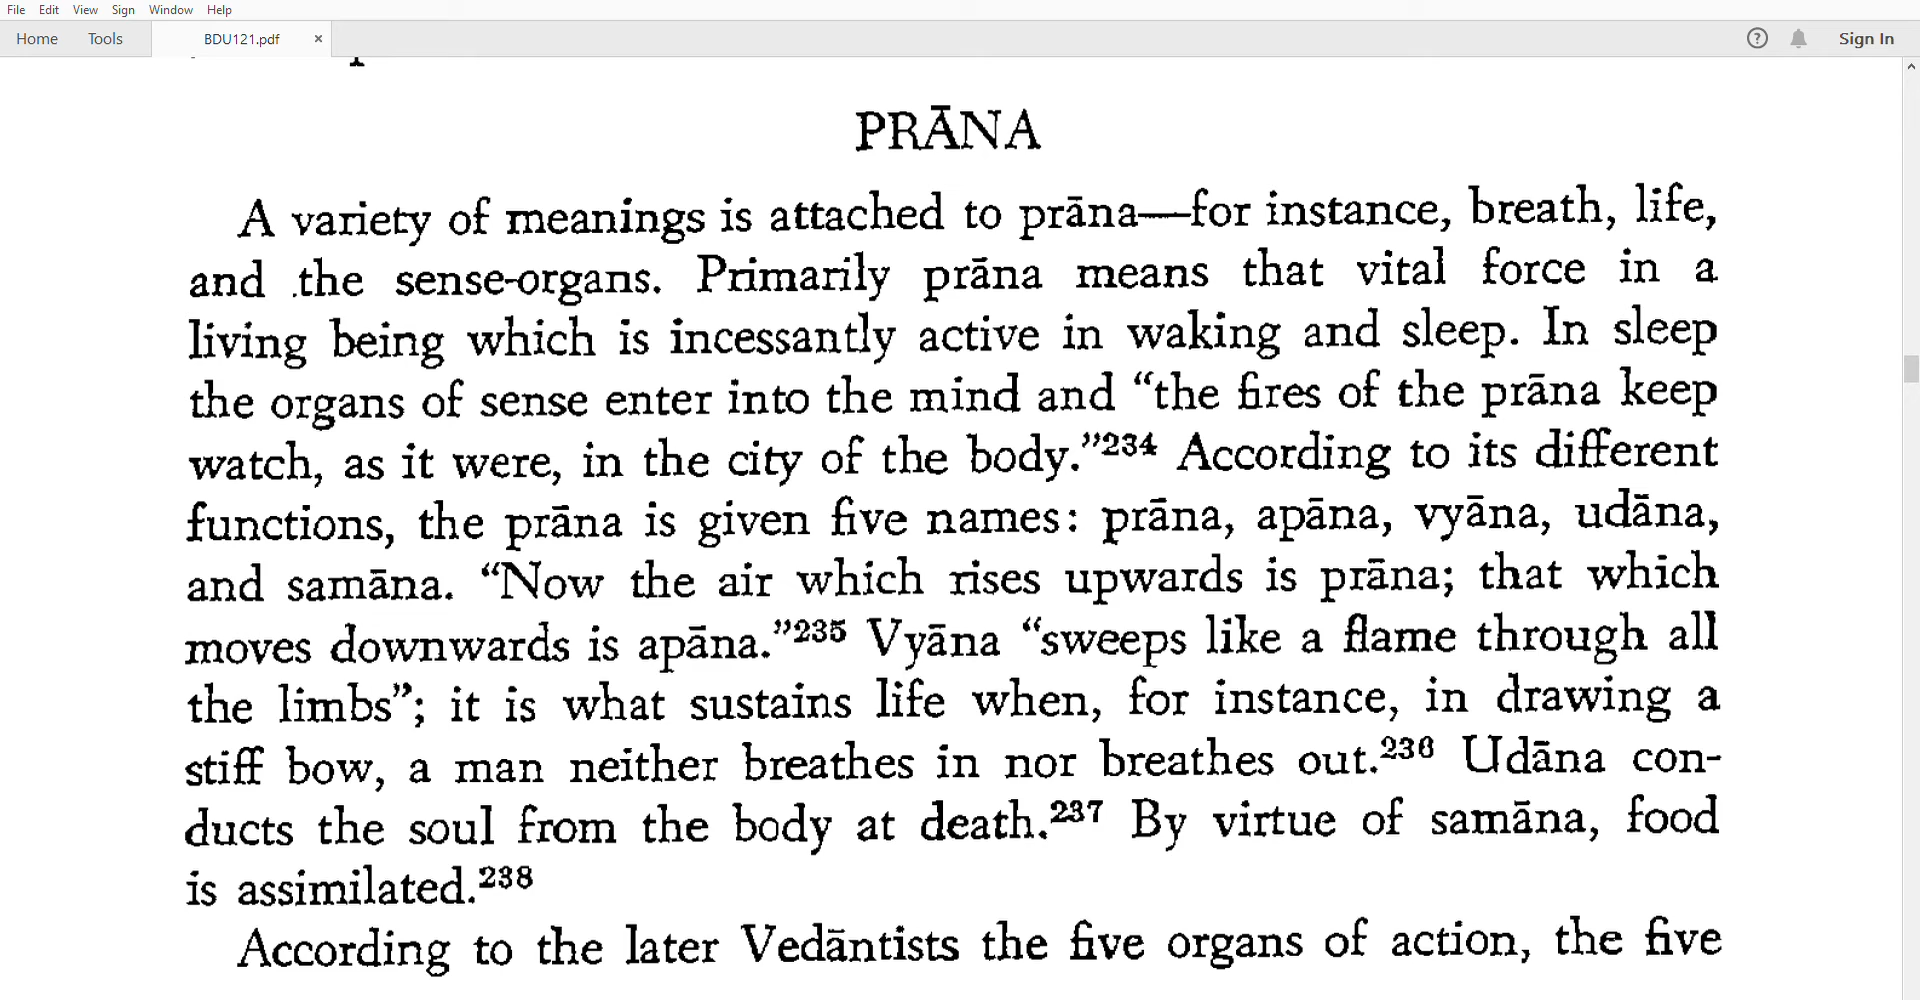 File Edit View Sign Window Help
Home Tools BDU121.pdf × ? Sign In
PRĀNA
A variety of meanings is attached to prāna—for instance, breath, life,
and .the sense-organs. Primarily prāna means that vital force in a
living being which is incessantly active in waking and sleep. In sleep
the organs of sense enter into the mind and “the fires of the prāna keep
watch, as it were, in the city of the body.”234 According to its different
functions, the prāna is given five names: prāna, apāna, vyāna, udāna,
and samāna. “Now the air which rises upwards is prāna; that which
moves downwards is apāna.”235 Vyāna “sweeps like a flame through all
the limbs”; it is what sustains life when, for instance, in drawing a
stiff bow, a man neither breathes in nor breathes out.236 Udāna con-
ducts the soul from the body at death.237 By virtue of samāna, food
is assimilated.238
According to the later Vedāntists the five organs of action, the five